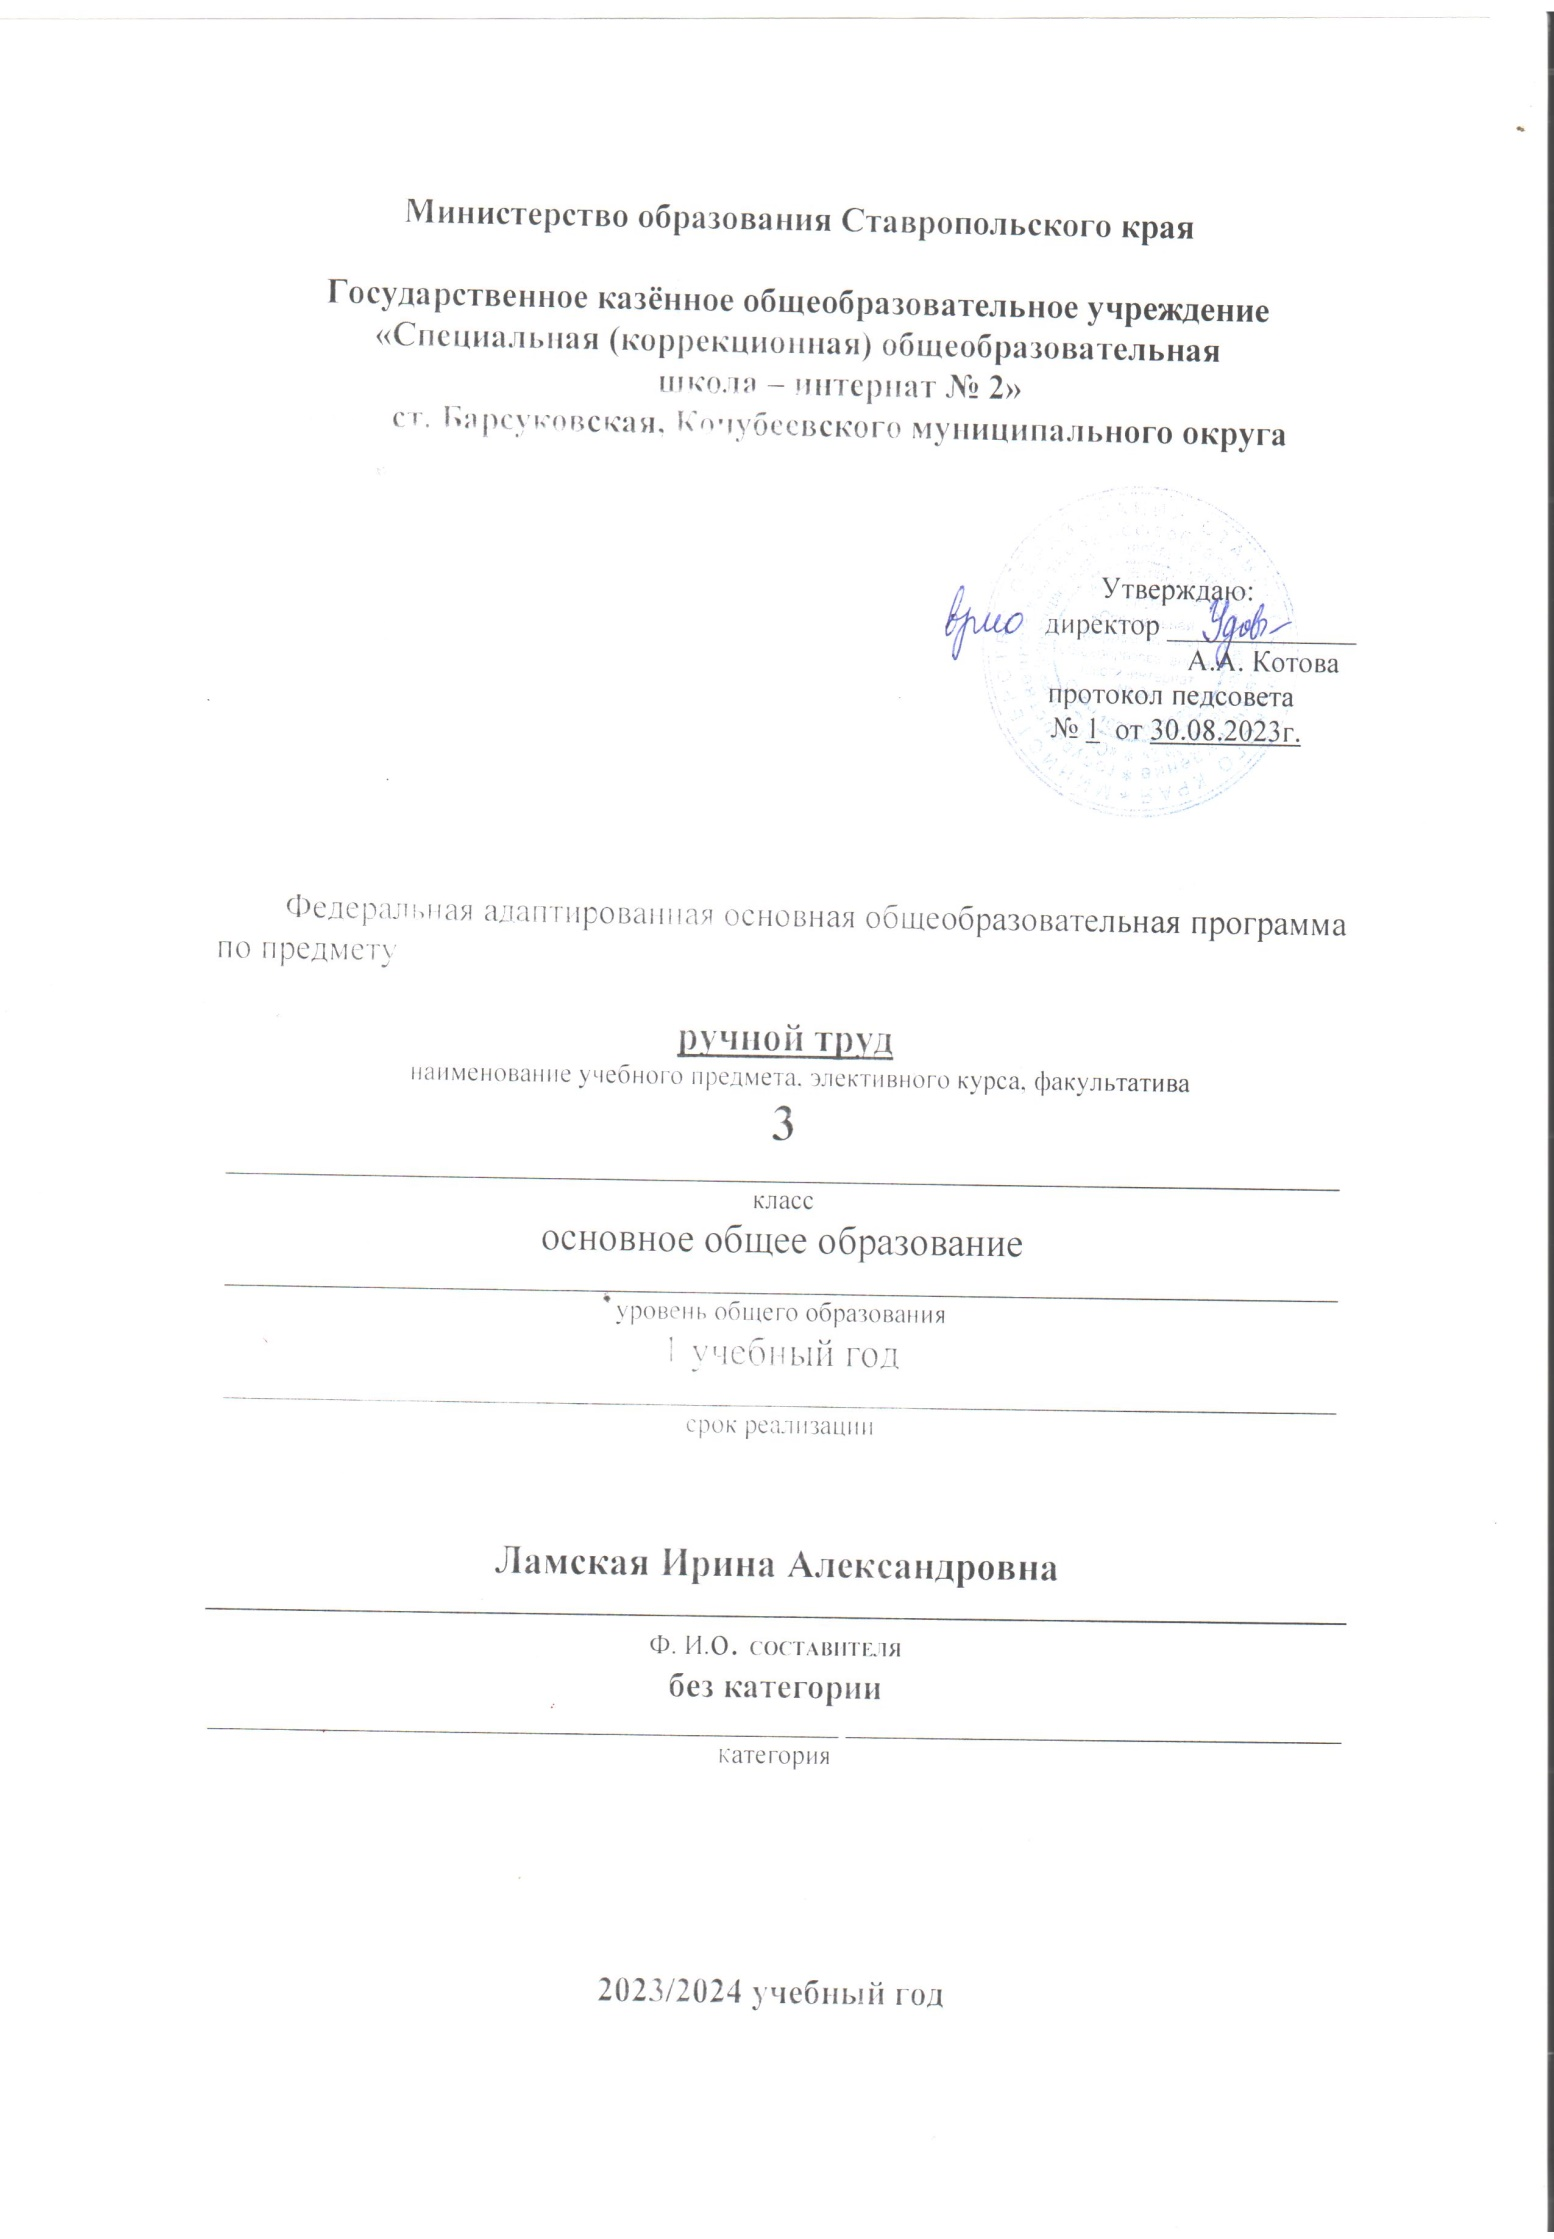 Министерство образования Ставропольского края
Государственное казённое общеобразовательное учреждение
«Специальная (коррекционная) общеобразовательная
школа – интернат № 2»
ст. Барсуковская, Кочубеевского муниципального округа
Утверждаю:
врио директор
А.А. Котова
протокол педсовета
№ 1 от 30.08.2023г.
Федеральная адаптированная основная общеобразовательная программа
по предмету
ручной труд
наименование учебного предмета, элективного курса, факультатива
3
класс
основное общее образование
уровень общего образования
1 учебный год
срок реализации
Ламская Ирина Александровна
Ф. И.О. СОСТАВИТЕЛЯ
без категории
категория
2023/2024 учебный год